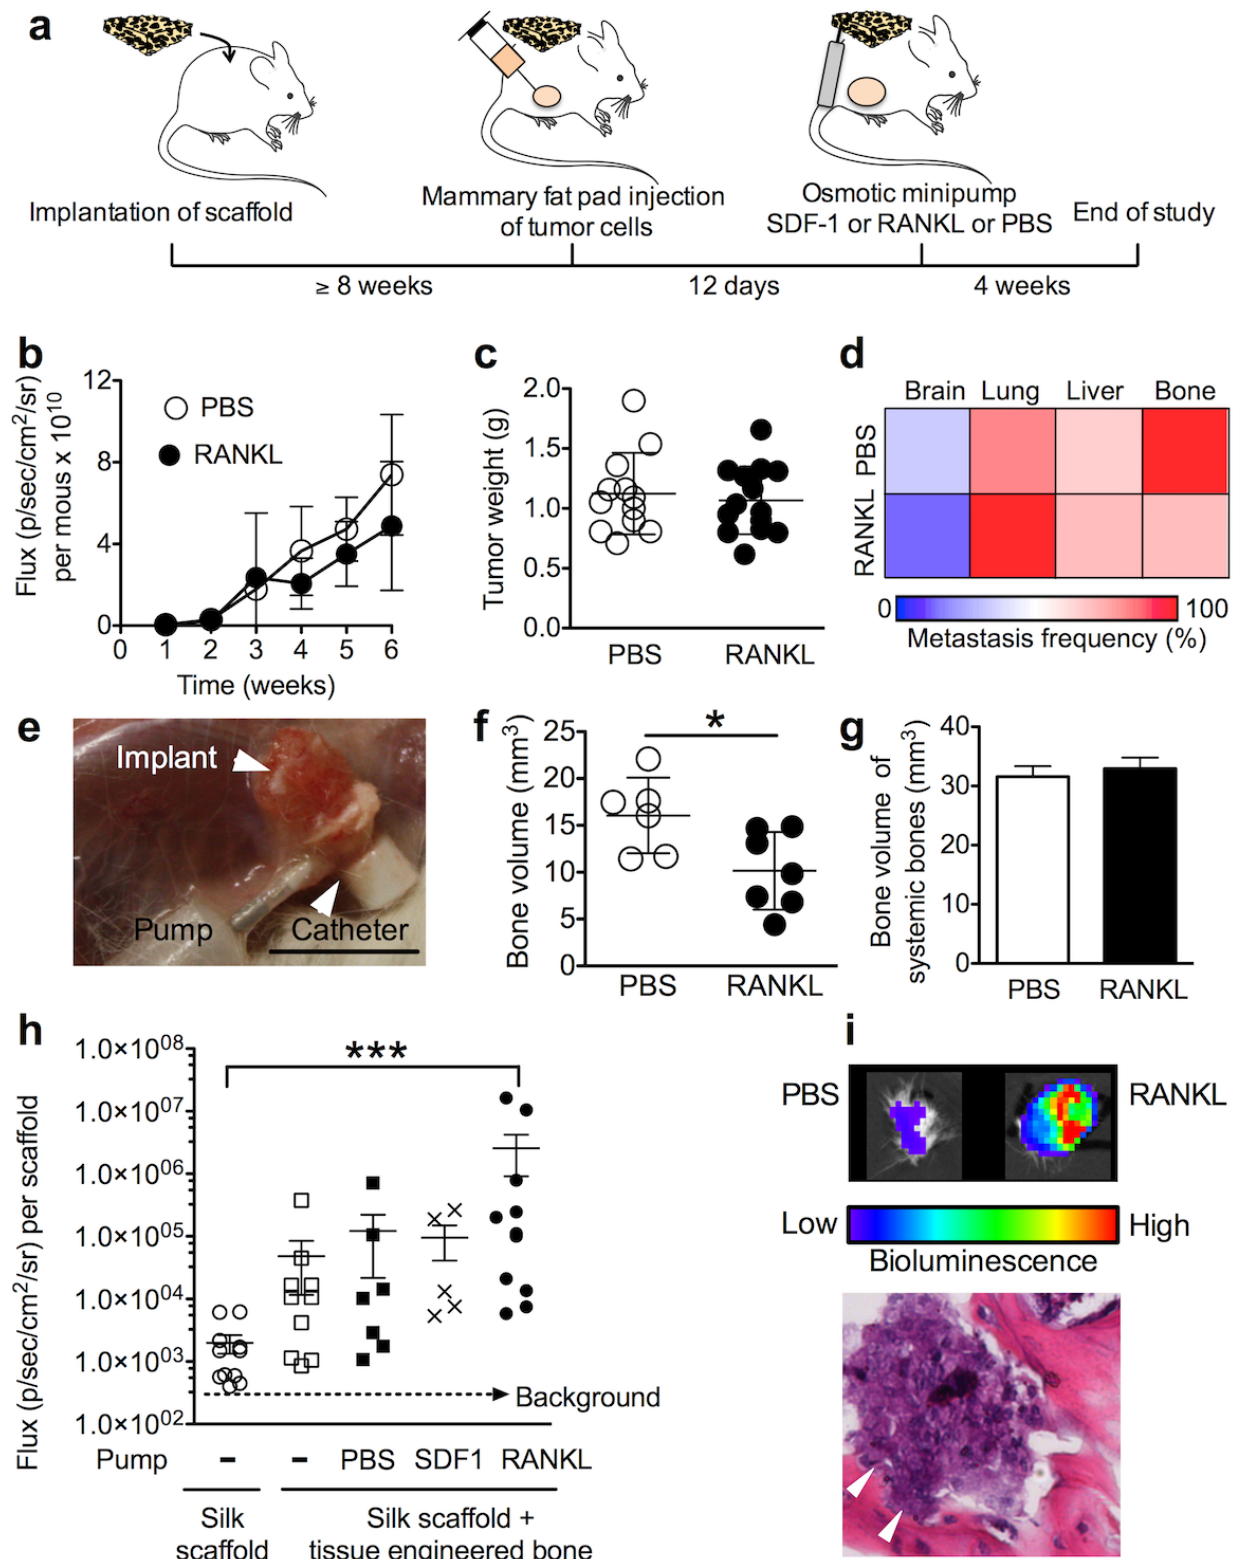 a
Implantation of scaffold
Mammary fat pad injection
of tumor cells
Osmotic minipump
SDF-1 or RANKL or PBS
End of study
≥ 8 weeks
12 days
4 weeks
b
Flux (p/sec/cm²/sr)
per mous x 10¹⁰
12
8
4
0
PBS
RANKL
0 1 2 3 4 5 6
Time (weeks)
c
Tumor weight (g)
2.0
1.5
1.0
0.5
0.0
PBS RANKL
d
Brain Lung Liver Bone
PBS
RANKL
0 100
Metastasis frequency (%)
e
Implant
Pump
Catheter
f
Bone volume (mm³)
25
20
15
10
5
0
*
PBS RANKL
g
Bone volume of
systemic bones (mm³)
40
30
20
10
0
PBS RANKL
h
Flux (p/sec/cm²/sr) per scaffold
1.0×10⁰⁸
1.0×10⁰⁷
1.0×10⁰⁶
1.0×10⁰⁵
1.0×10⁰⁴
1.0×10⁰³
1.0×10⁰²
***
Background
Pump - - PBS SDF1 RANKL
Silk
scaffold
Silk scaffold +
tissue engineered bone
i
PBS
RANKL
Low
High
Bioluminescence